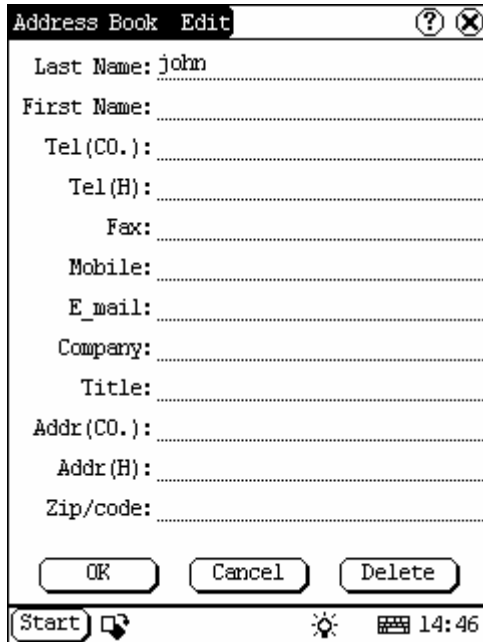 Address Book Edit ?
Last Name: john
First Name:
Tel(CO.):
Tel(H):
Fax:
Mobile:
E_mail:
Company:
Title:
Addr(CO.):
Addr(H):
Zip/code:
OK Cancel Delete
Start 14:46